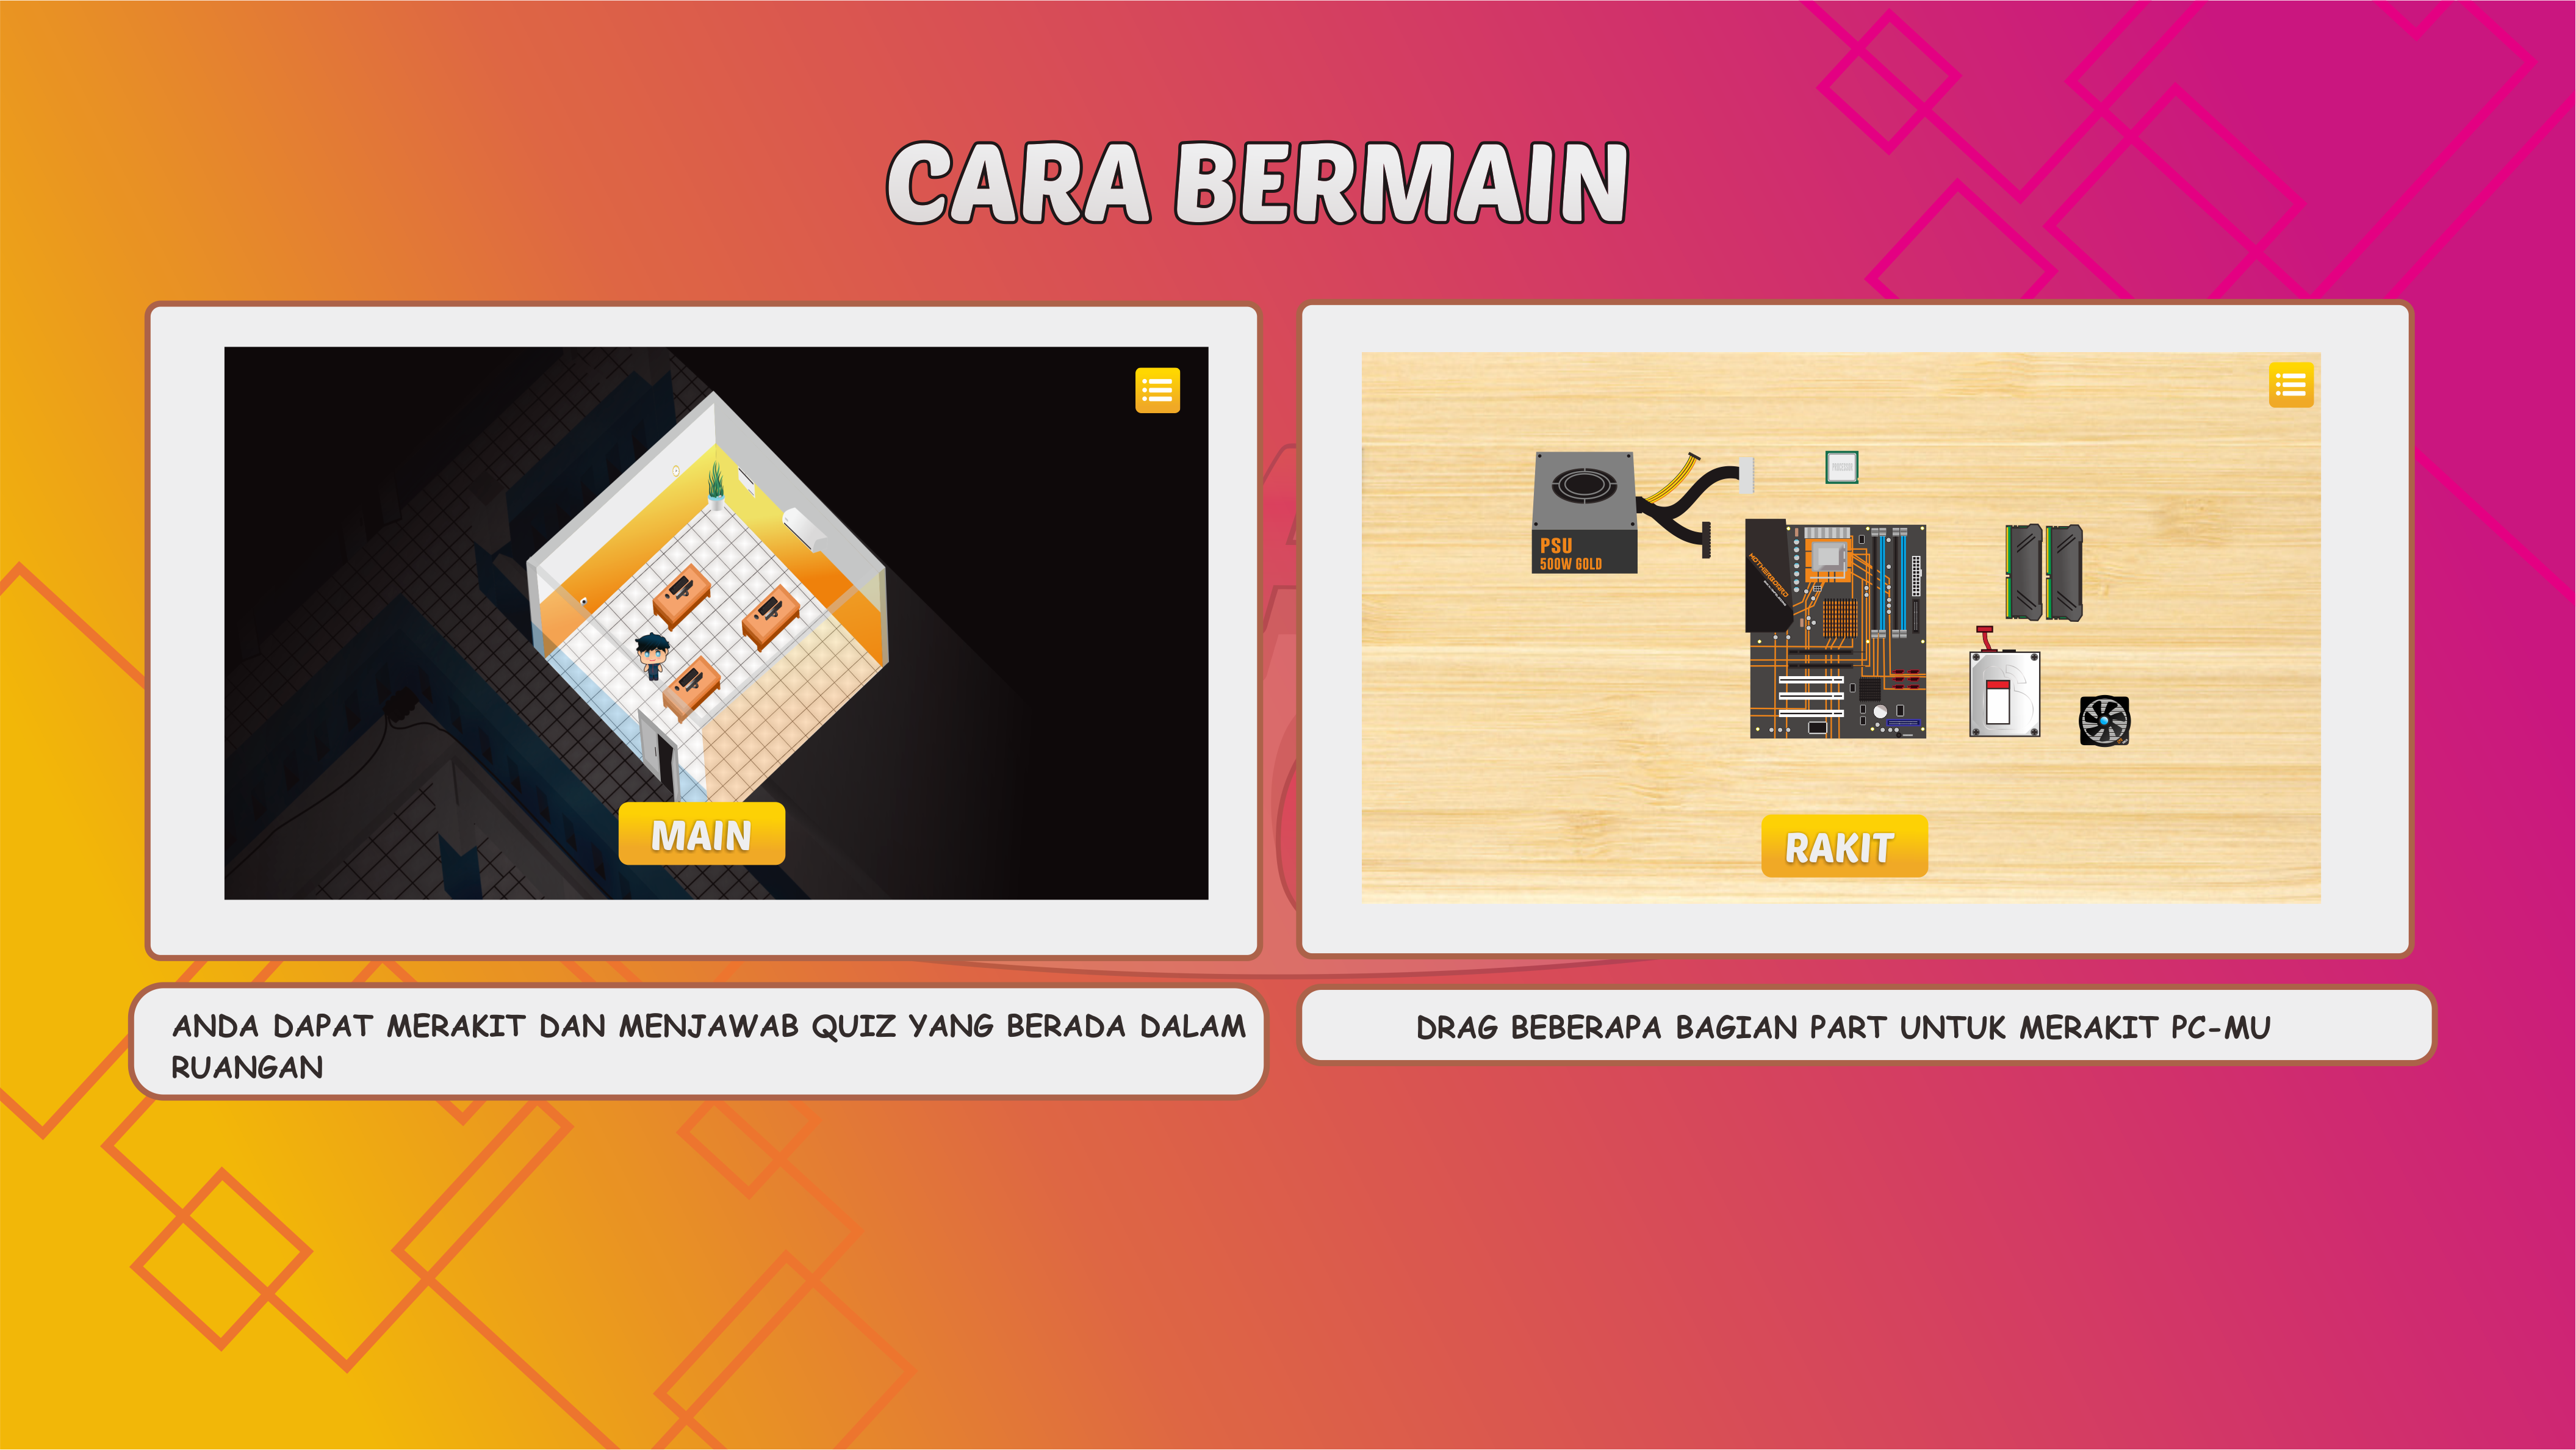 CARA BERMAIN
MAIN
PSU
500W GOLD
MOTHERBOARD
RAKIT
ANDA DAPAT MERAKIT DAN MENJAWAB QUIZ YANG BERADA DALAM
RUANGAN
DRAG BEBERAPA BAGIAN PART UNTUK MERAKIT PC-MU